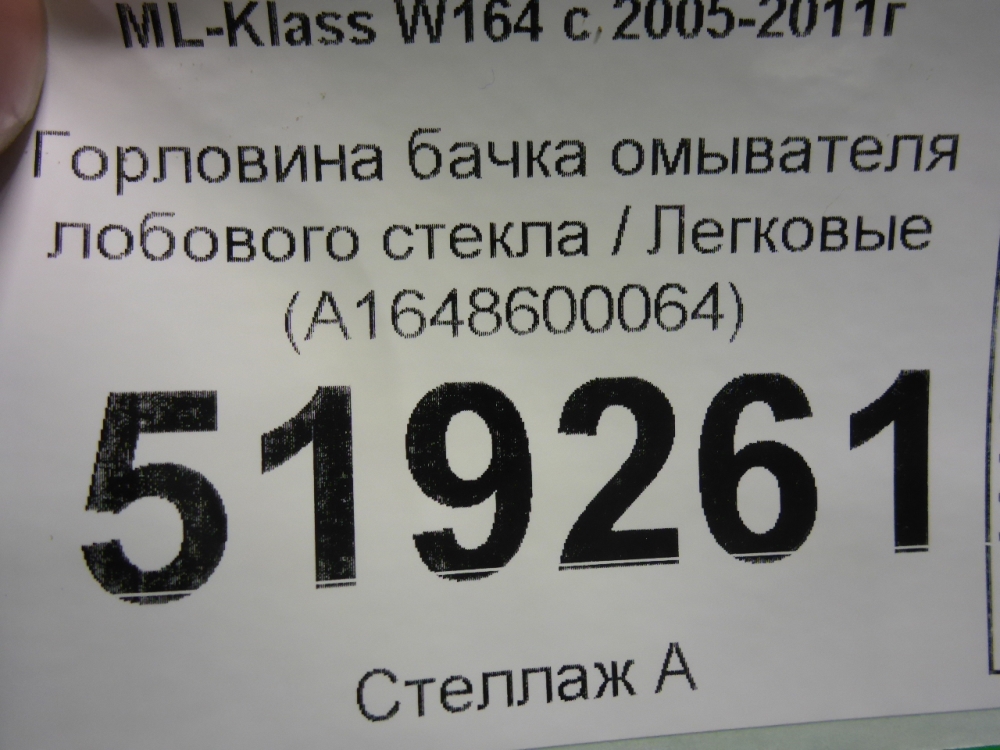 ML-Klass W164 с 2005-2011г
Горловина бачка омывателя
лобового стекла / Легковые
(A1648600064)
519261
Стеллаж А